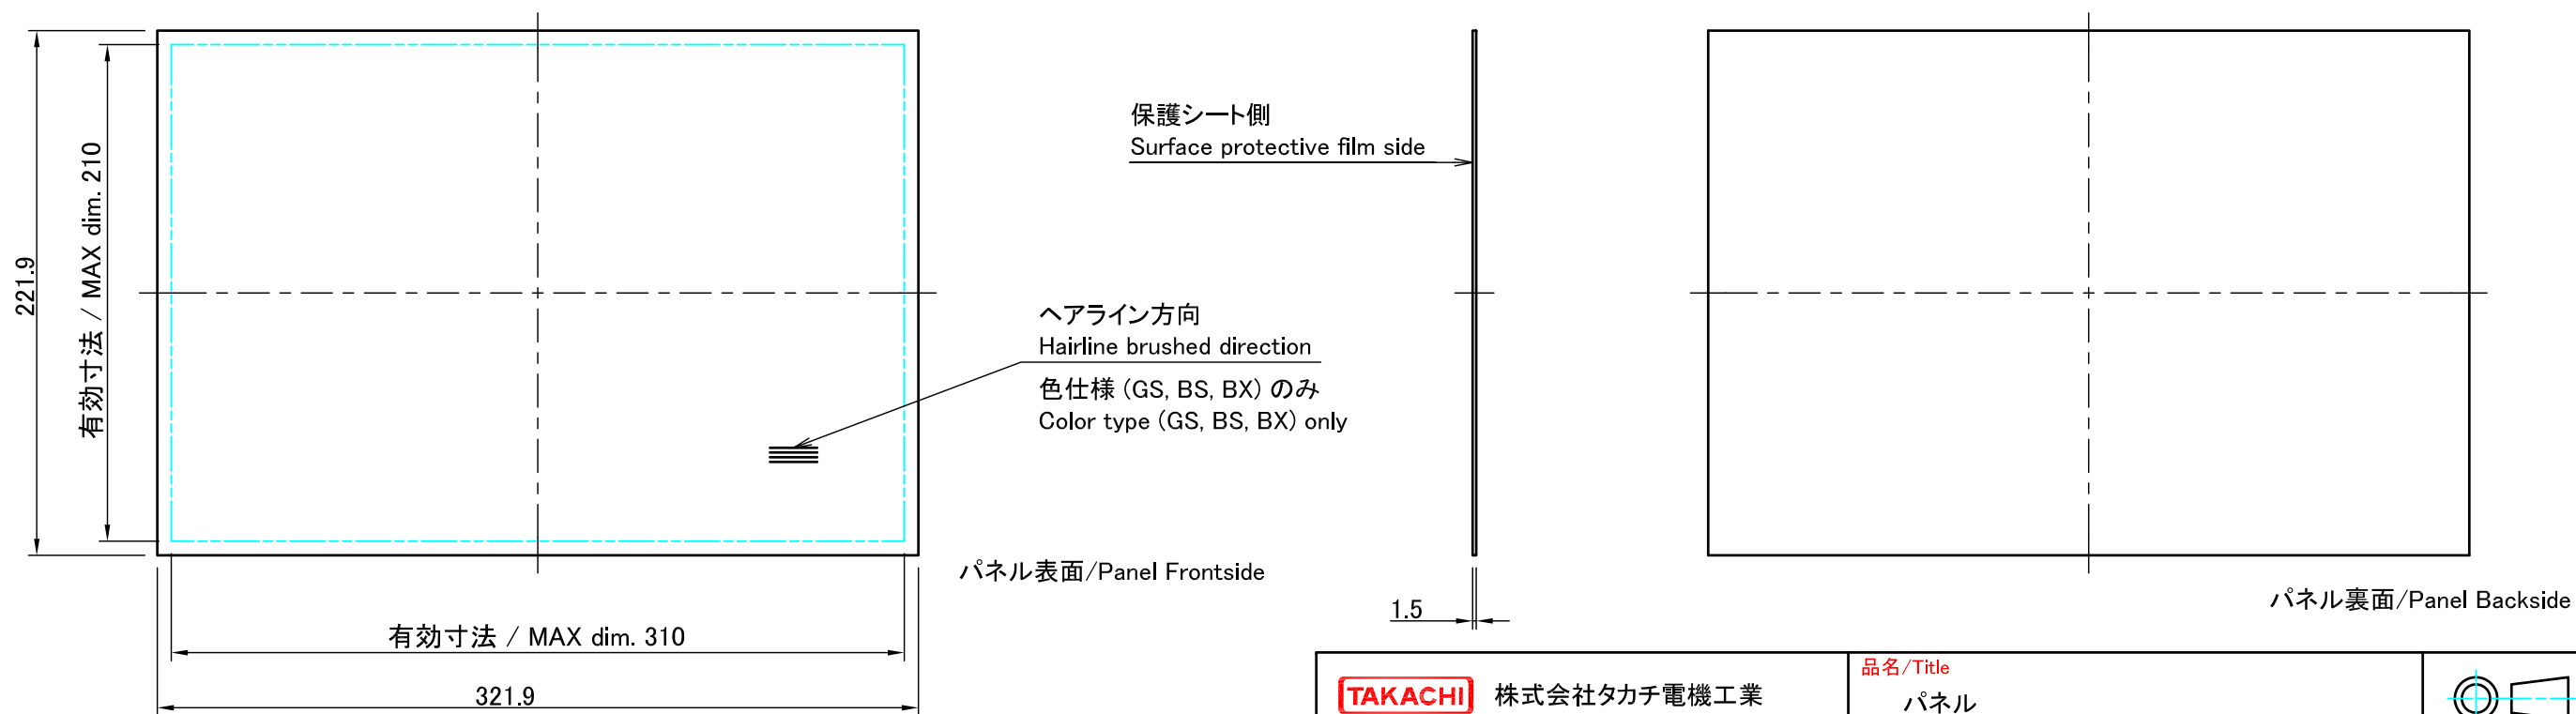 221.9
有効寸法 / MAX dim. 210
保護シート側
Surface protective film side
ヘアライン方向
Hairline brushed direction
色仕様 (GS, BS, BX) のみ
Color type (GS, BS, BX) only
パネル表面/Panel Frontside
有効寸法 / MAX dim. 310
321.9
1.5
パネル裏面/Panel Backside
TAKACHI 株式会社タカチ電機工業
品名/Title
パネル